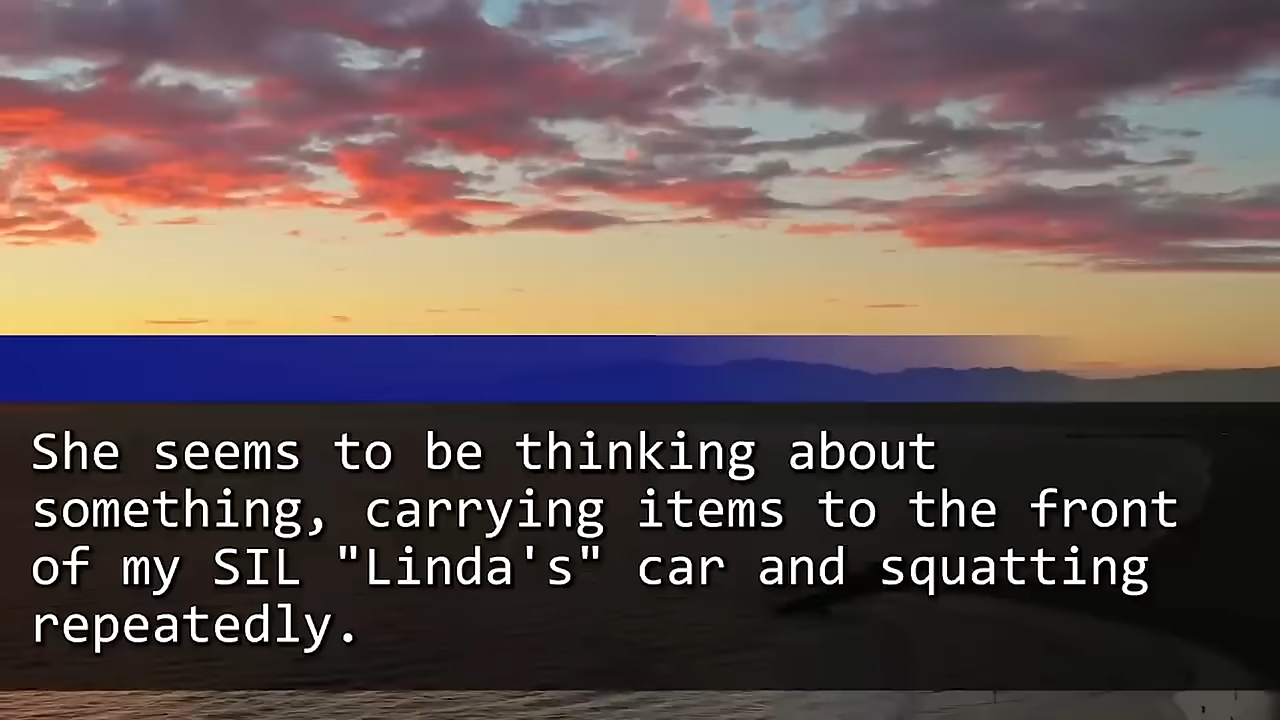 She seems to be thinking about
something, carrying items to the front
of my SIL "Linda's" car and squatting
repeatedly.